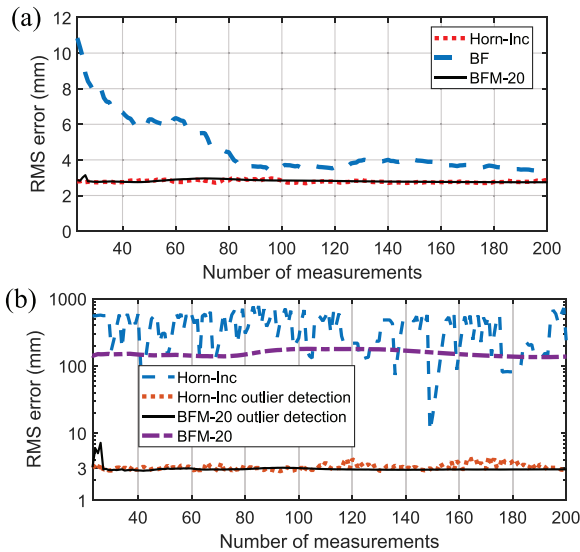 (a)
12
10
8
6
4
2
0
RMS error (mm)
Horn-Inc
BF
BFM-20
40 60 80 100 120 140 160 180 200
Number of measurements
(b)
1000
100
10
3
1
RMS error (mm)
Horn-Inc
Horn-Inc outlier detection
BFM-20 outlier detection
BFM-20
40 60 80 100 120 140 160 180 200
Number of measurements